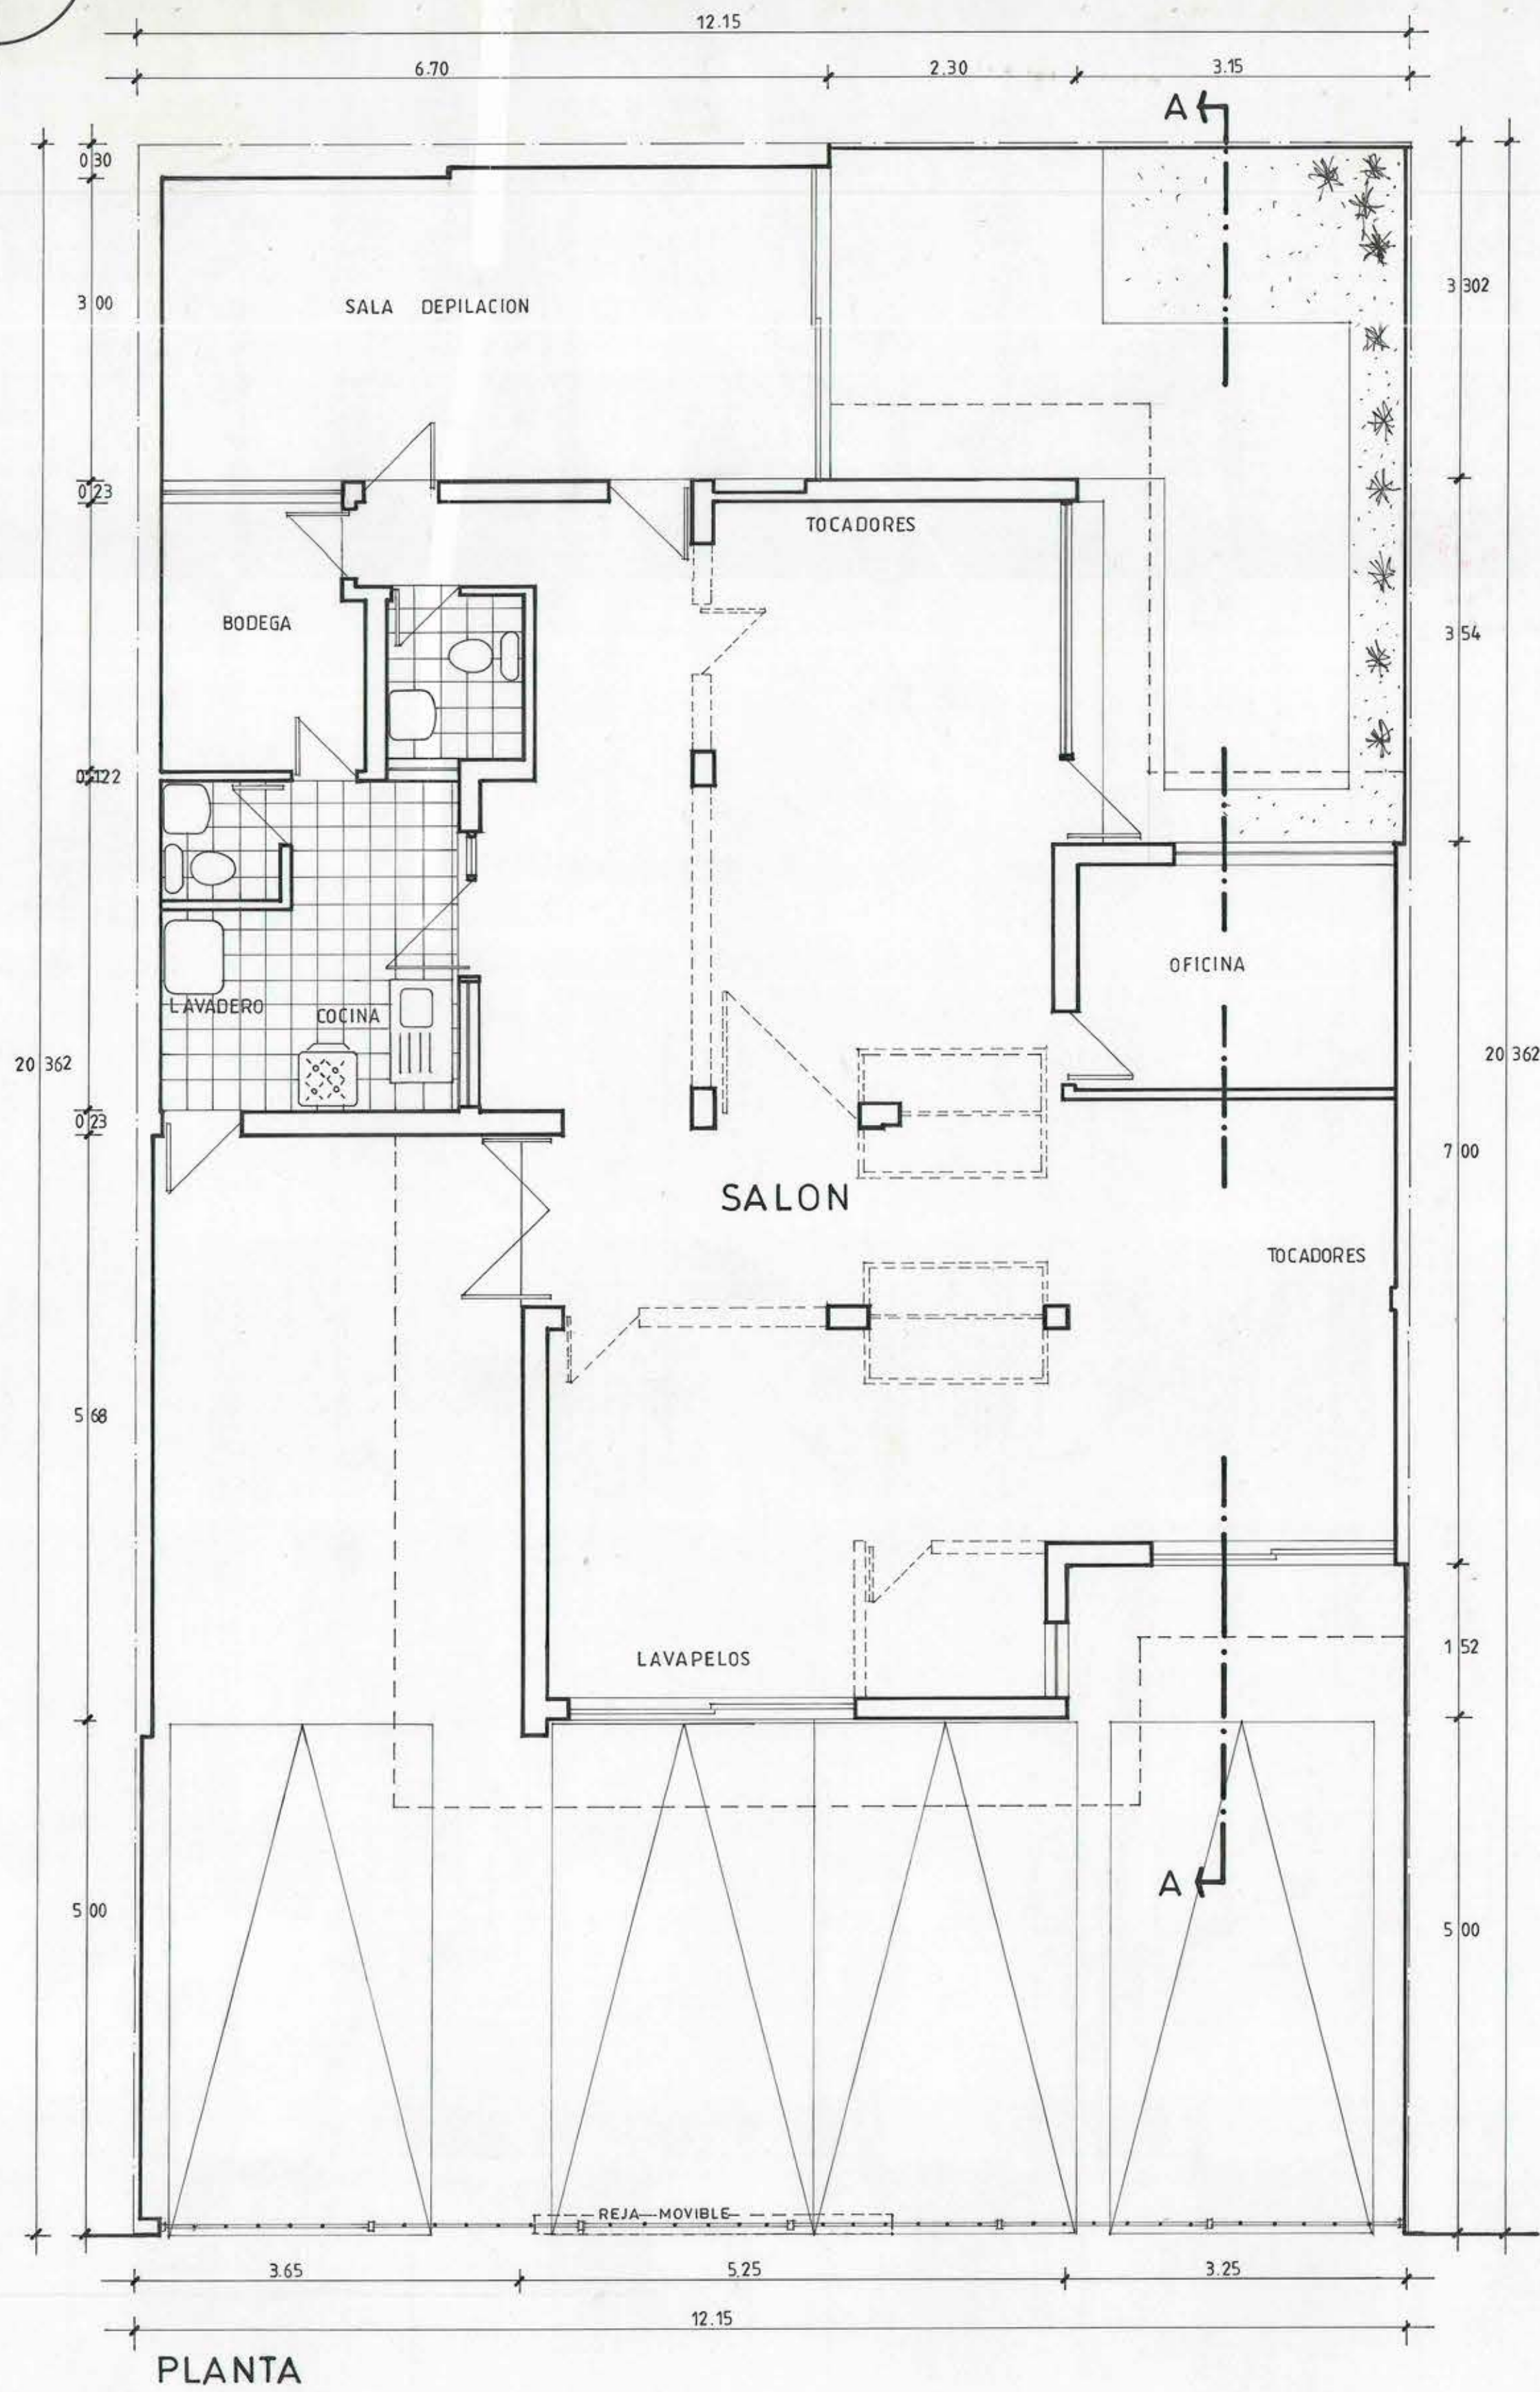 12.15
6.70 2.30 3.15
A
0.30
3.00
3.302
SALA DEPILACION
0.23
TOCADORES
BODEGA
3.54
OFICINA
LAVADERO
COCINA
20.362
20.362
0.23
7.00
SALON
TOCADORES
5.68
LAVAPELOS
1.52
A
5.00
5.00
REJA MOVIBLE
3.65 5.25 3.25
12.15
PLANTA